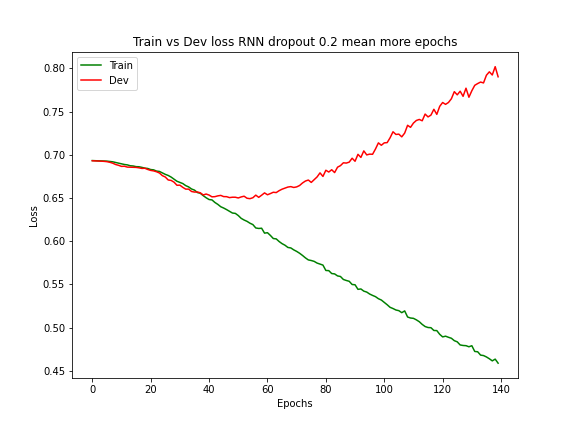 Train vs Dev loss RNN dropout 0.2 mean more epochs
Train
Dev
0.80
0.75
0.70
0.65
0.60
0.55
0.50
0.45
Loss
0 20 40 60 80 100 120 140
Epochs